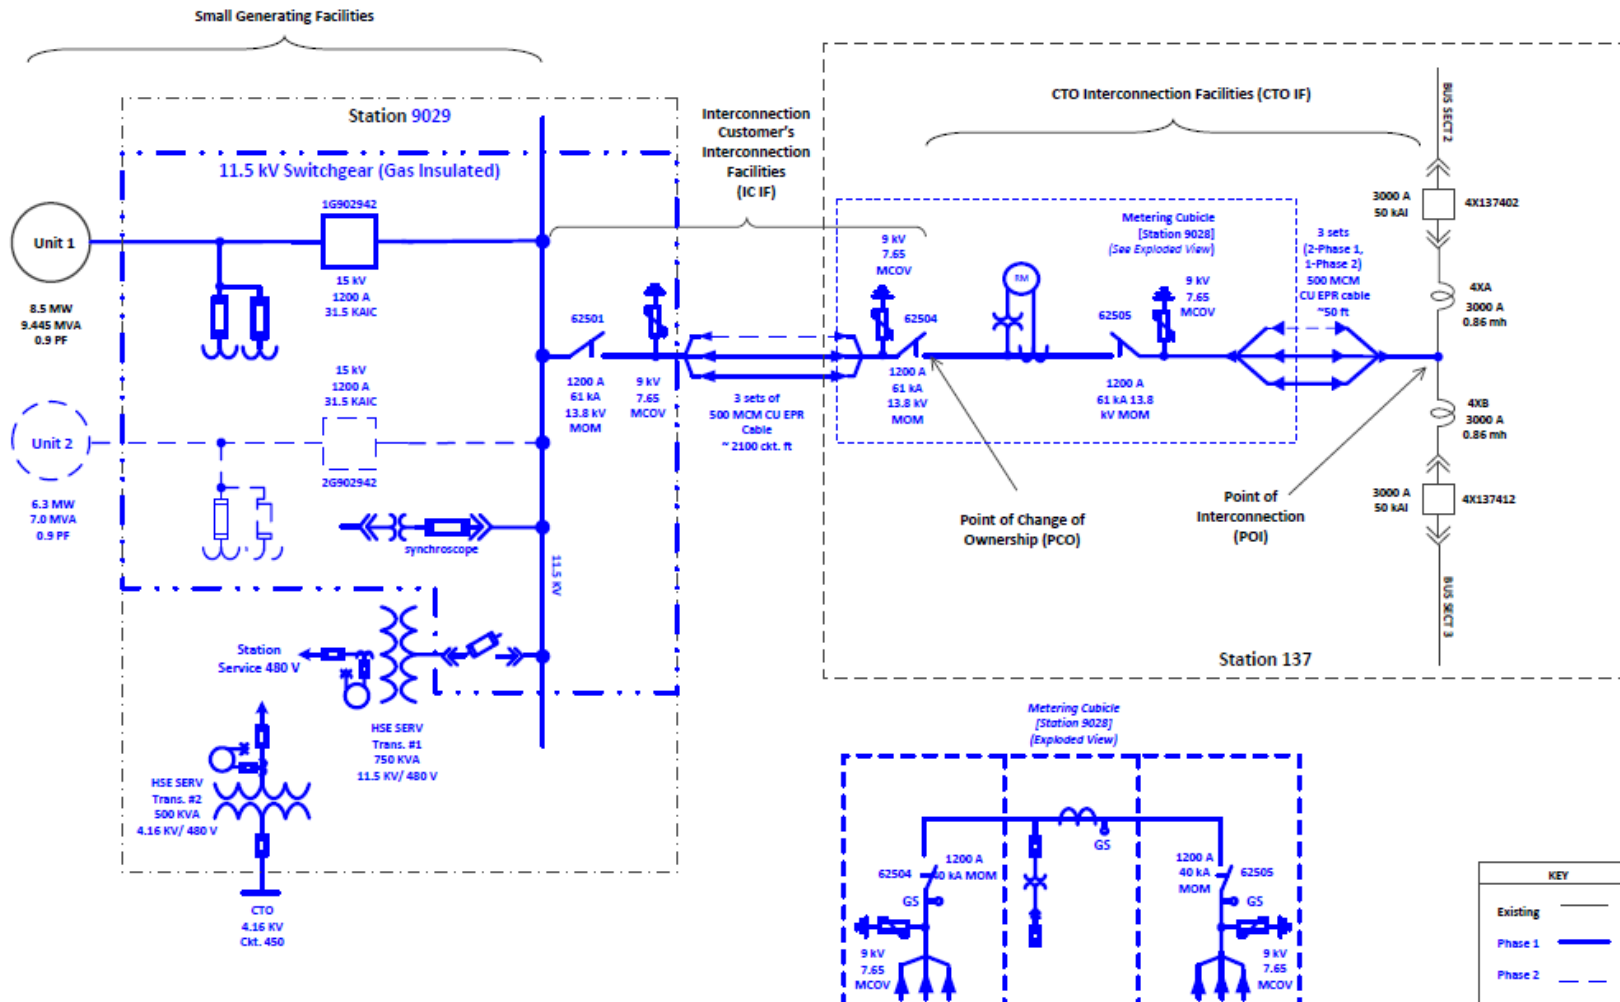 Small Generating Facilities
Station 9029
11.5 kV Switchgear (Gas Insulated)
1G902942
Unit 1
15 kV
1200 A
31.5 KAIC
8.5 MW
9.445 MVA
0.9 PF
15 kV
1200 A
31.5 KAIC
Unit 2
2G902942
6.3 MW
7.0 MVA
0.9 PF
synchroscope
11.5 KV
62501
1200 A
61 kA
13.8 kV
MOM
9 kV
7.65
MCOV
3 sets of
500 MCM CU EPR
Cable
~ 2100 ckt. ft
Station
Service 480 V
HSE SERV
Trans. #1
750 KVA
11.5 KV/ 480 V
HSE SERV
Trans. #2
500 KVA
4.16 KV/ 480 V
CTO
4.16 KV
Ckt. 450
Interconnection
Customer's
Interconnection
Facilities
(IC IF)
CTO Interconnection Facilities (CTO IF)
9 kV
7.65
MCOV
62504
1200 A
61 kA
13.8 kV
MOM
RM
Metering Cubicle
[Station 9028]
(See Exploded View)
62505
9 kV
7.65
MCOV
1200 A
61 kA 13.8
kV MOM
3 sets
(2-Phase 1,
1-Phase 2)
500 MCM
CU EPR cable
~50 ft
Point of Change of
Ownership (PCO)
Point of
Interconnection
(POI)
BUS SECT 2
3000 A
50 kAI
4X137402
4XA
3000 A
0.86 mh
4XB
3000 A
0.86 mh
3000 A
50 kAI
4X137412
BUS SECT 3
Station 137
Metering Cubicle
[Station 9028]
(Exploded View)
GS
62504
1200 A
40 kA MOM
GS
9 kV
7.65
MCOV
1200 A
40 kA
MOM
62505
GS
9 kV
7.65
MCOV
KEY
Existing
Phase 1
Phase 2